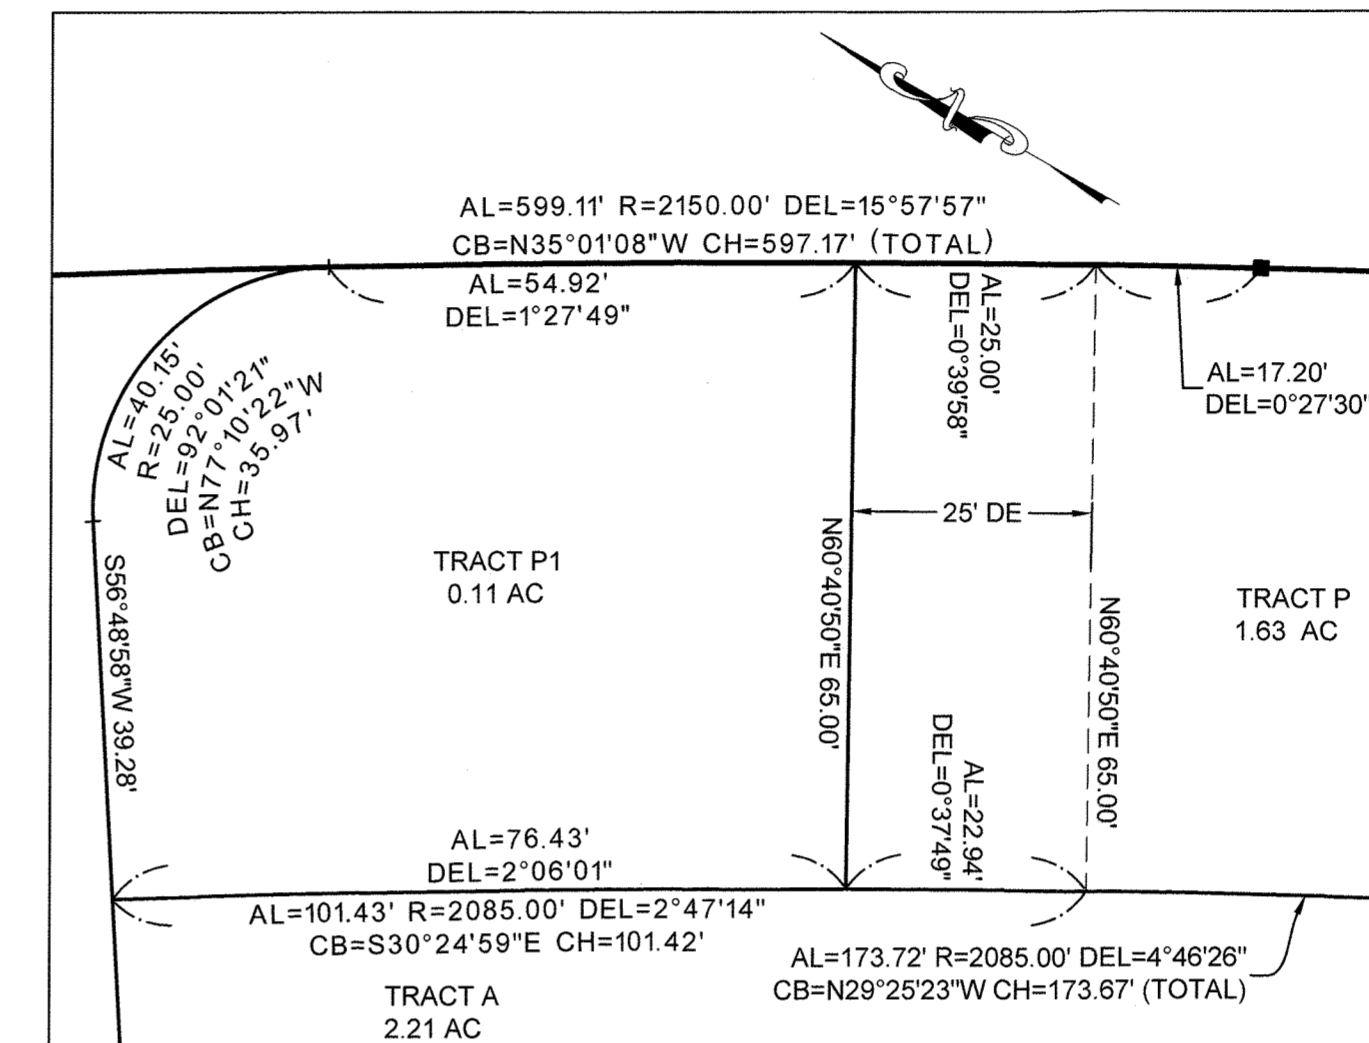 AL=599.11' R=2150.00' DEL=15°57'57"
CB=N35°01'08"W CH=597.17' (TOTAL)
AL=54.92'
DEL=1°27'49"
AL=25.00'
DEL=0°39'58"
AL=17.20'
DEL=0°27'30"
AL=40.15'
R=25.00'
DEL=92°01'21"
CB=N77°10'22"W
CH=35.97'
25' DE
TRACT P1
0.11 AC
N60°40'50"E 65.00'
N60°40'50"E 65.00'
TRACT P
1.63 AC
S56°48'58"W 39.28'
AL=22.94'
DEL=0°37'49"
AL=76.43'
DEL=2°06'01"
AL=101.43' R=2085.00' DEL=2°47'14"
CB=S30°24'59"E CH=101.42'
AL=173.72' R=2085.00' DEL=4°46'26"
CB=N29°25'23"W CH=173.67' (TOTAL)
TRACT A
2.21 AC